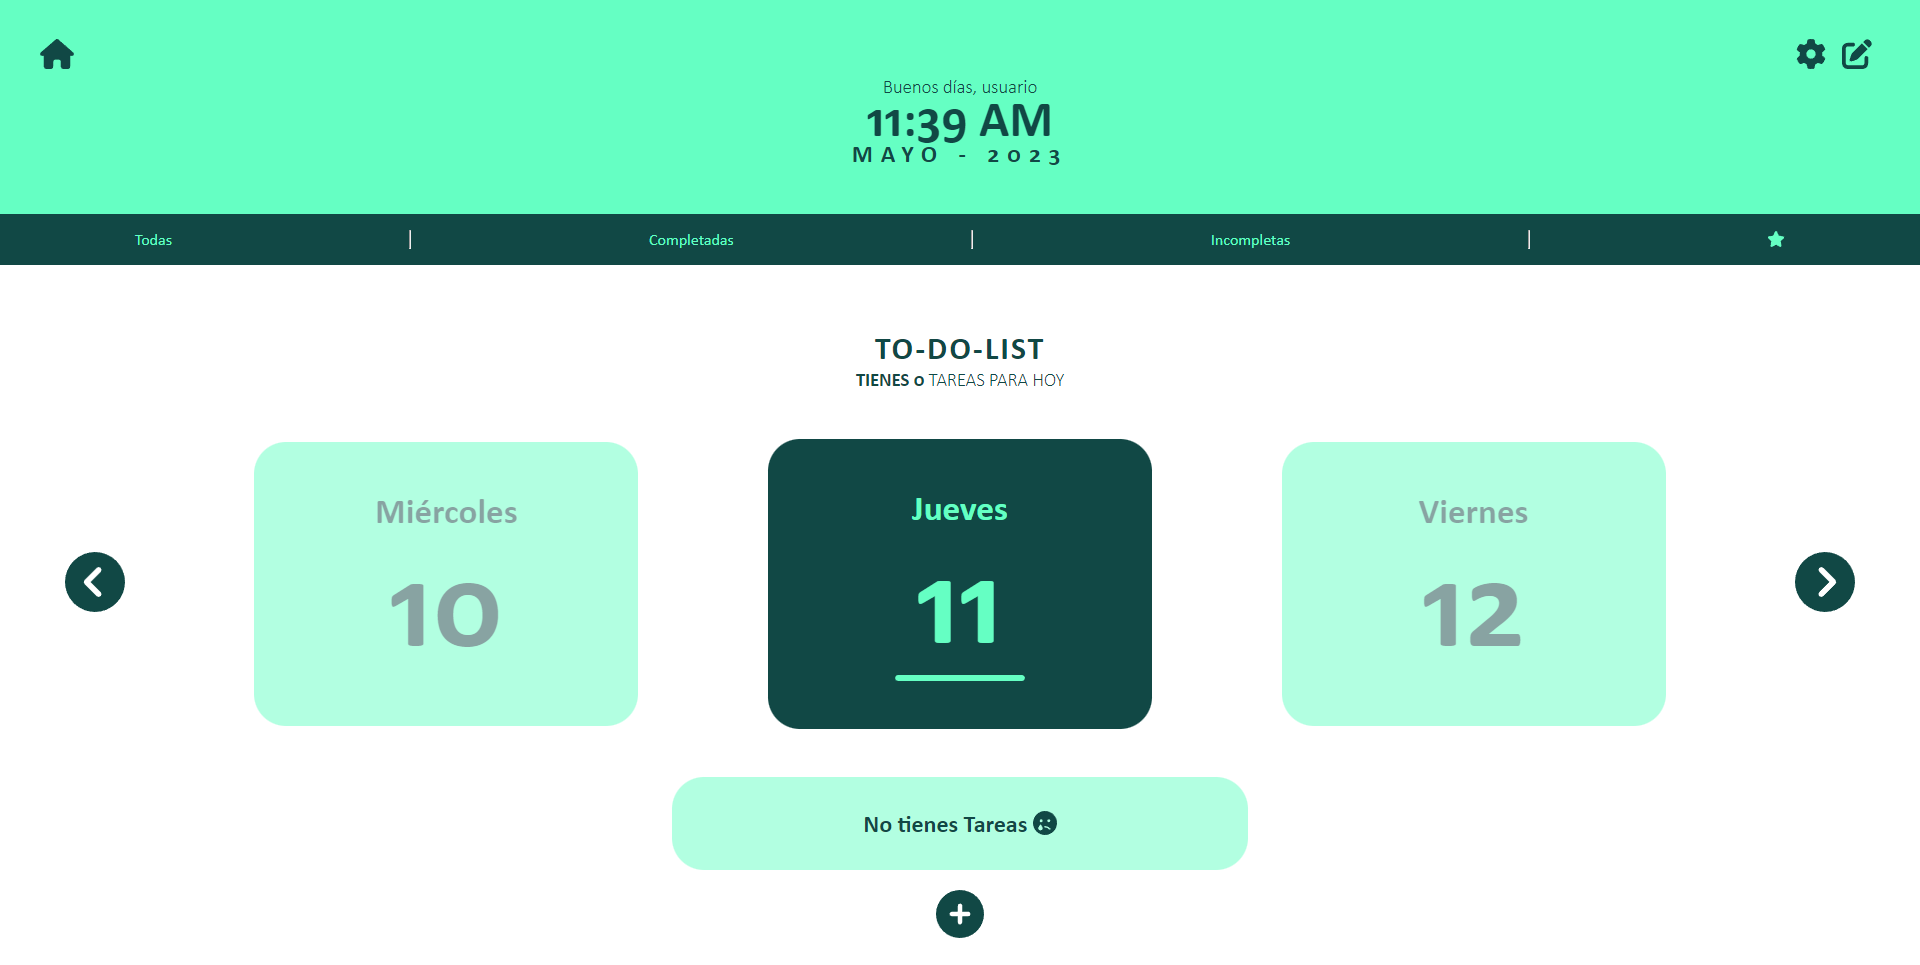 Buenos días, usuario
11:39 AM
MAYO - 2023
Todas | Completadas | Incompletas |
TO-DO-LIST
TIENES 0 TAREAS PARA HOY
Miércoles
10
Jueves
11
Viernes
12
No tienes Tareas